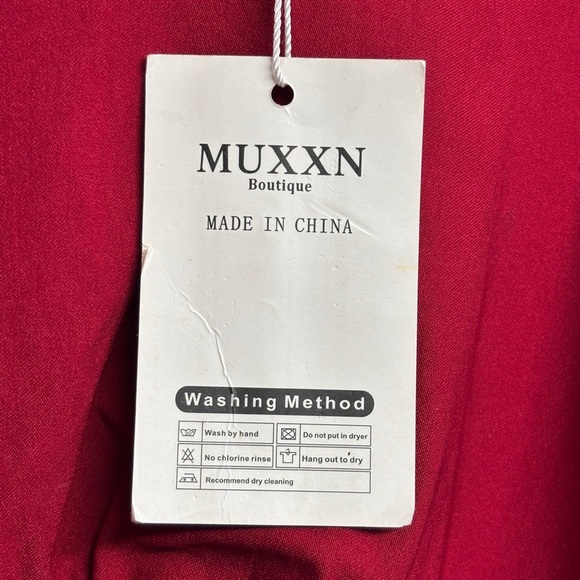 MUXXN
Boutique
MADE IN CHINA
Washing Method
Wash by hand
Do not put in dryer
No chlorine rinse
Hang out to dry
Recommend dry cleaning